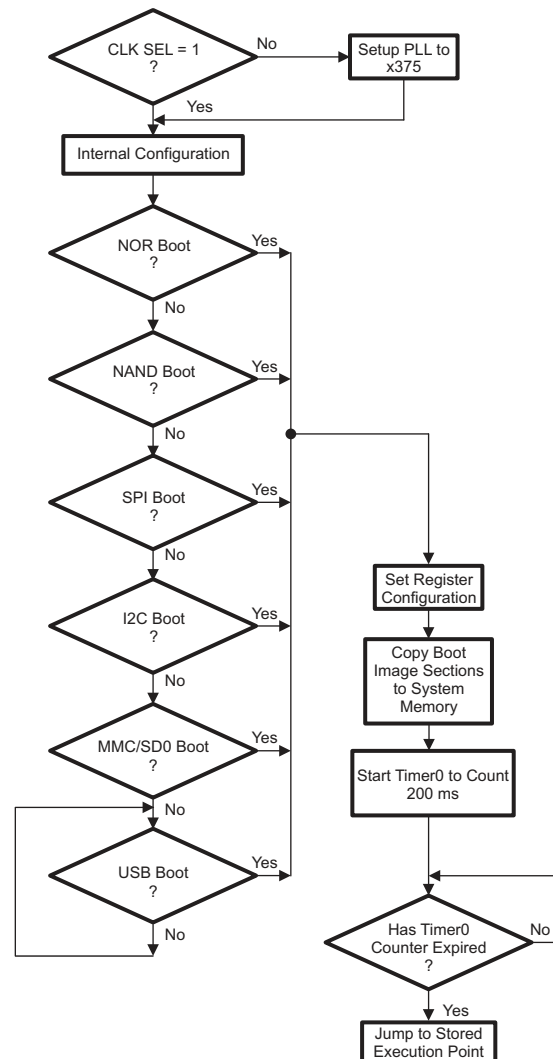 CLK SEL = 1
?
No
Setup PLL to
x375
Yes
Internal Configuration
NOR Boot
?
Yes
No
NAND Boot
?
Yes
No
SPI Boot
?
Yes
No
Set Register
Configuration
I2C Boot
?
Yes
No
Copy Boot
Image Sections
to System
Memory
MMC/SD0 Boot
?
Yes
No
Start Timer0 to Count
200 ms
USB Boot
?
Yes
No
Has Timer0
Counter Expired
?
No
Yes
Jump to Stored
Execution Point